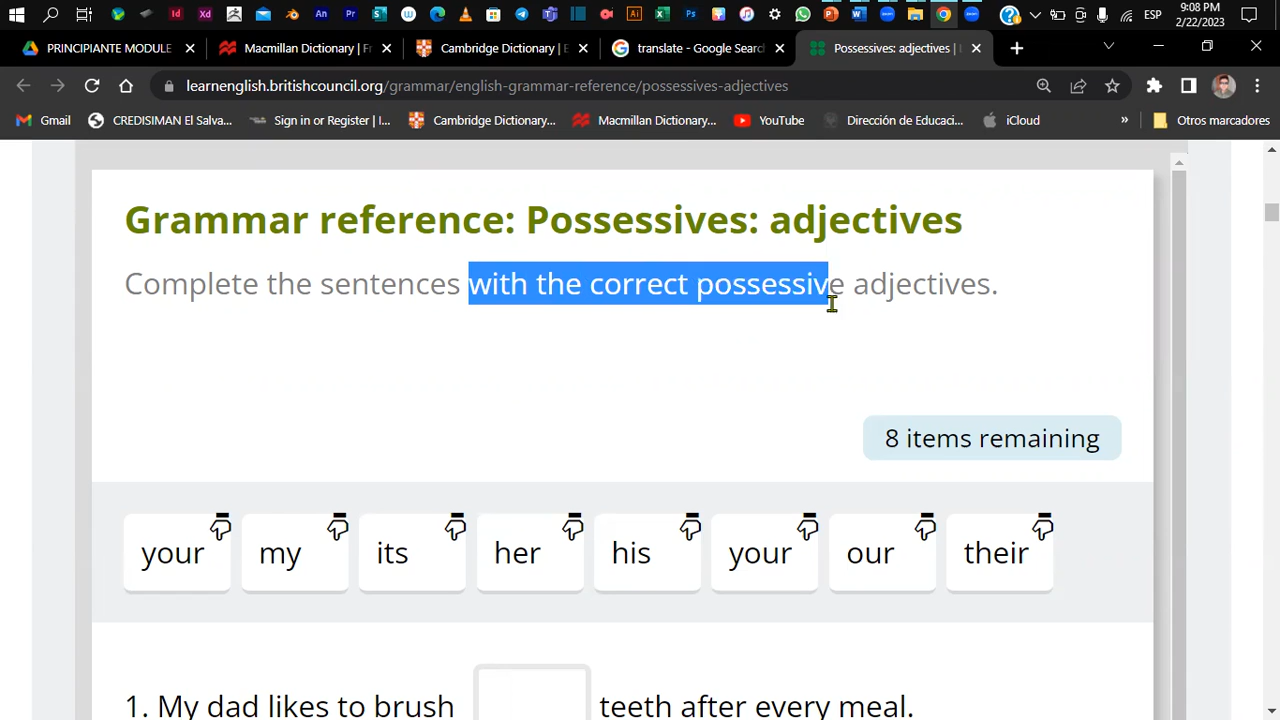 9:08 PM
ESP
2/22/2023
PRINCIPIANTE MODULE
Macmillan Dictionary | Fr
Cambridge Dictionary | E
translate - Google Search
Possessives: adjectives |
learnenglish.britishcouncil.org/grammar/english-grammar-reference/possessives-adjectives
Gmail
CREDISIMAN El Salva...
Sign in or Register | I...
Cambridge Dictionary...
Macmillan Dictionary...
YouTube
Dirección de Educaci...
iCloud
»
Otros marcadores
Grammar reference: Possessives: adjectives
Complete the sentences with the correct possessive adjectives.
8 items remaining
your my its her his your our their
1. My dad likes to brush teeth after every meal.